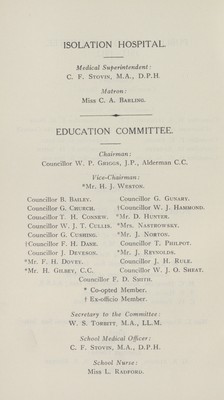 ISOLATION HOSPITAL.
Medical Superintendent:
C. F. Stovin, M.A., D.P.H.
Matron:
Miss C. A. Barling.
EDUCATION COMMITTEE.
Chairman:
Councillor W. P. Griggs, J.P., Alderman C.C.
Vice-Chairman:
*Mr. H. J. Weston.
Councillor B. Bailey.
Councillor G. Church.
Councillor T. H. Cornew.
Councillor W. J. T. Cullis.
Councillor G. Cushing.
†Councillor F. H. Dane.
Councillor J. Deveson.
*Mr. F. H. Dovey.
*Mr. H. Gilbey, C.C.
Councillor G. Gunary.
†Councillor W. J. Hammond.
*Mr. D. Hunter.
*Mrs. Nastrowsky.
*Mr. J. Norton.
Councillor T. Philpot.
*Mr. J. Reynolds.
Councillor J. H. Rule.
Councillor W. J. O. Sheat.
Councillor F. D. Smith.
* Co-opted Member.
† Ex-officio Member.
Secretary to the Committee:
W. S. Torbitt, M.A., LL.M.
School Medical Officer:
C. F. Stovin, M.A., D.P.H.
School Nurse:
Miss L. Radford.